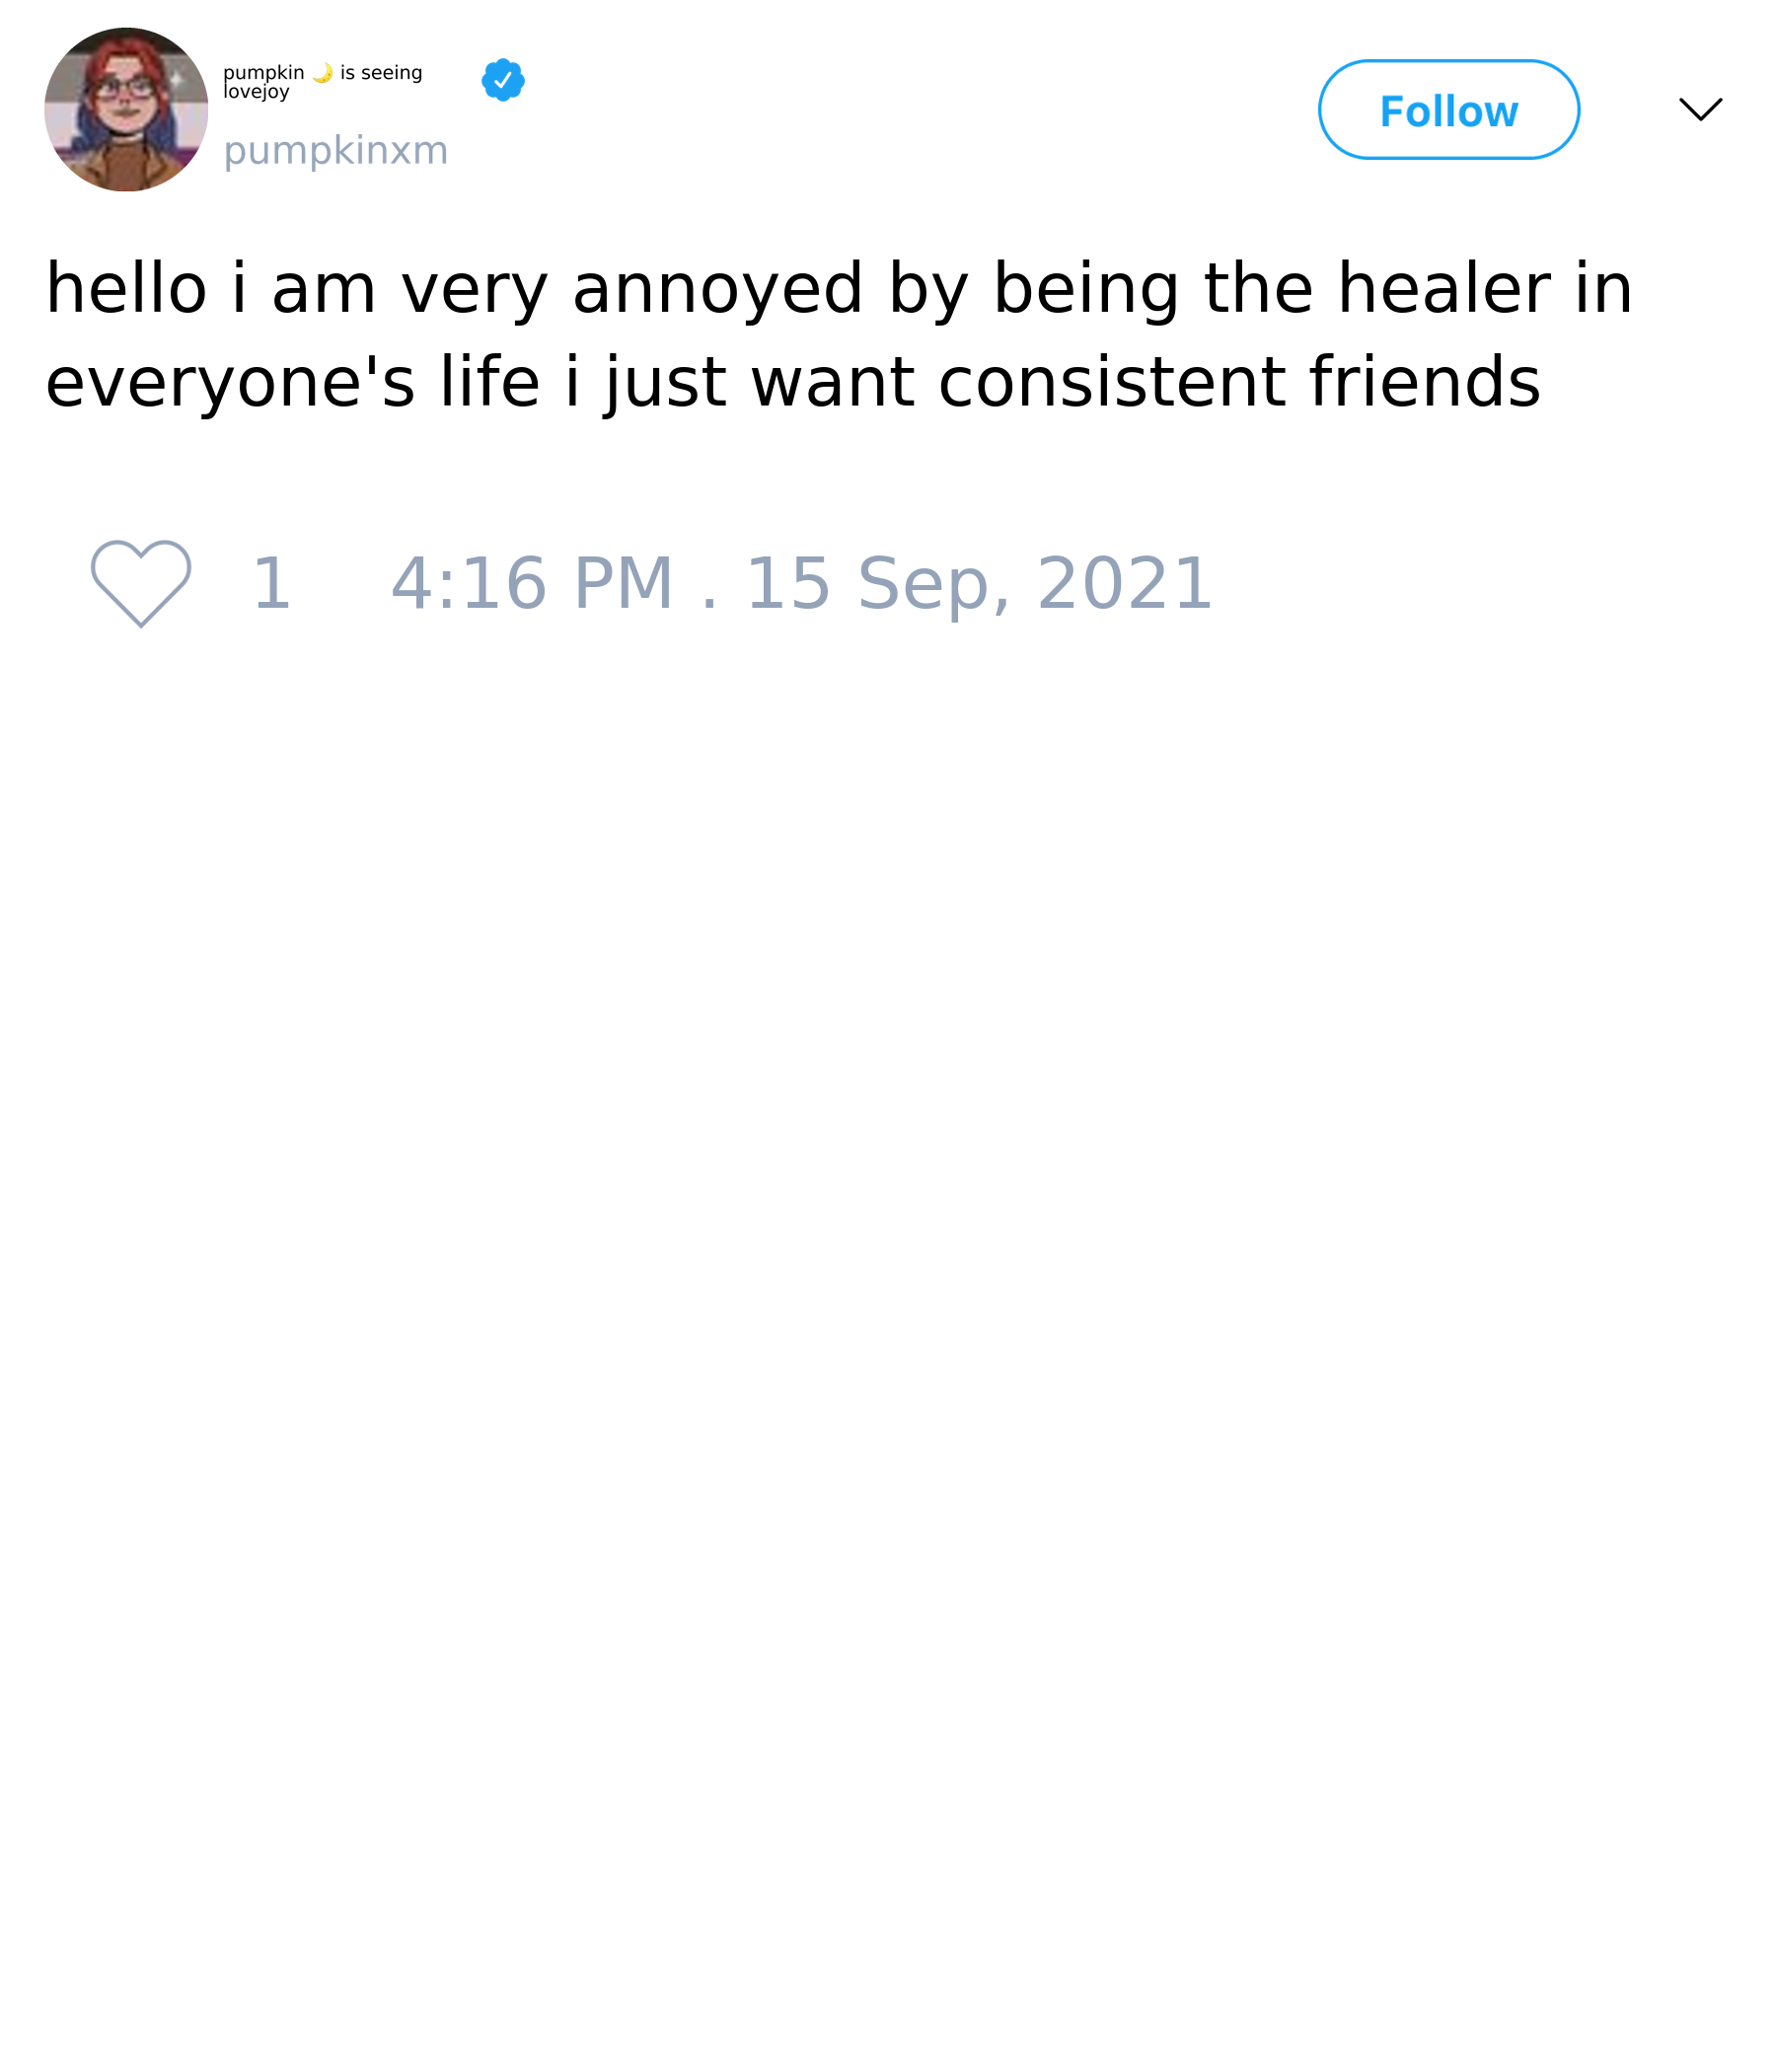 pumpkin 🌙 is seeing
lovejoy
pumpkinxm
Follow
hello i am very annoyed by being the healer in
everyone's life i just want consistent friends
1 4:16 PM . 15 Sep, 2021